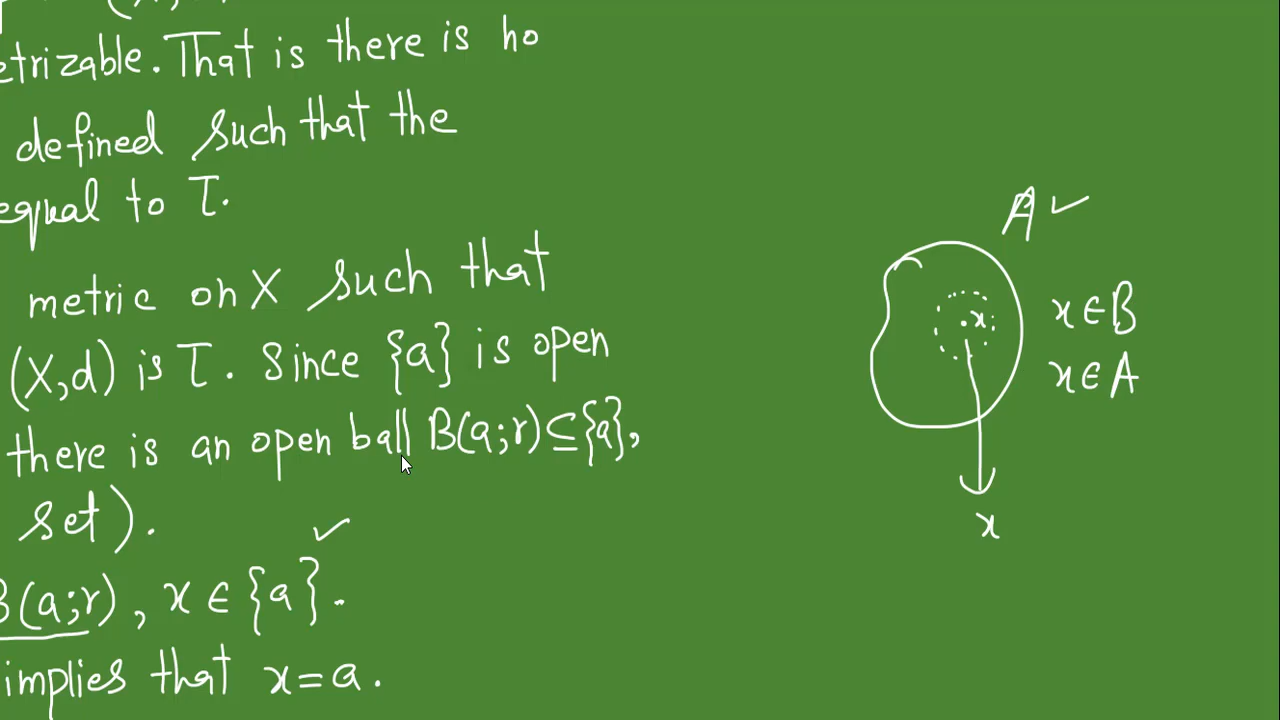 etrizable. That is there is no
defined such that the
equal to τ.
metric on X such that
(X,d) is τ. Since {a} is open
there is an open ball B(a;r)⊆{a},
set).
B(a;r), x∈{a}. ✓
implies that x=a.
A ✓
x
x∈B
x∈A
x